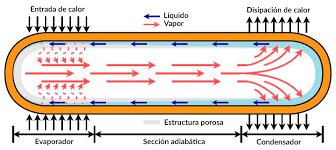 Entrada de calor
Líquido
Vapor
Disipación de calor
Estructura porosa
Evaporador
Sección adiabática
Condensador